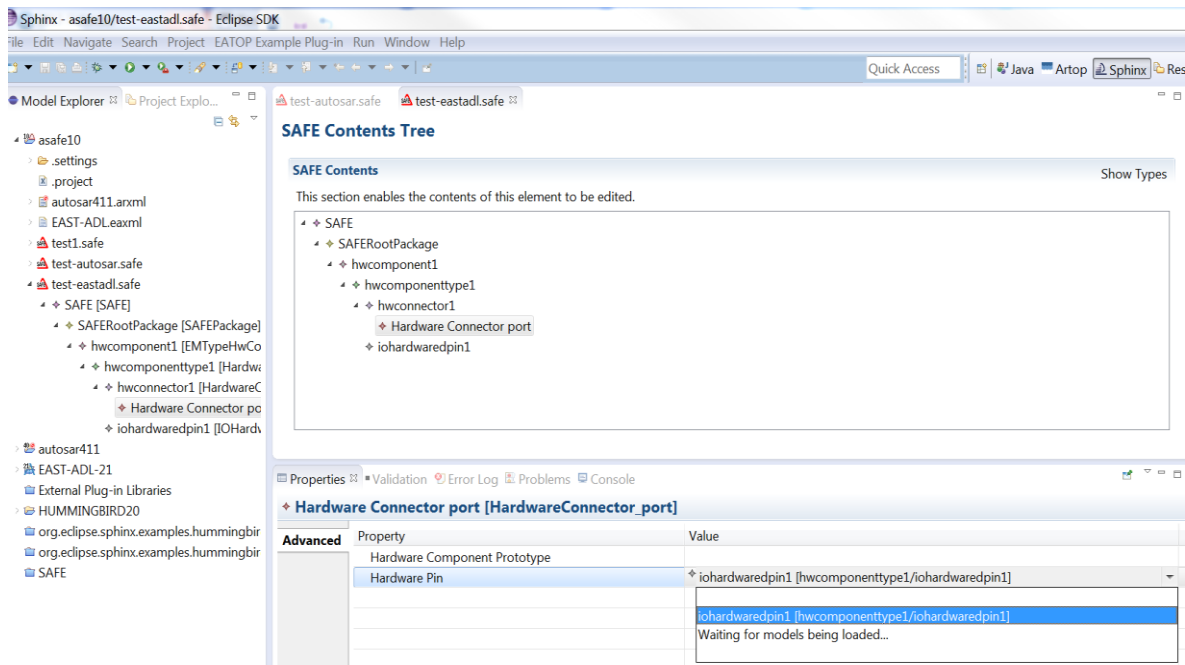 Sphinx - asafe10/test-eastadl.safe - Eclipse SDK
File Edit Navigate Search Project EATOP Example Plug-in Run Window Help
Quick Access
Java
Artop
Sphinx
Res
Model Explorer
Project Explo...
asafe10
.settings
.project
autosar411.arxml
EAST-ADL.eaxml
test1.safe
test-autosar.safe
test-eastadl.safe
SAFE [SAFE]
SAFERootPackage [SAFEPackage]
hwcomponent1 [EMTypeHwCo
hwcomponenttype1 [Hardwa
hwconnector1 [HardwareC
Hardware Connector po
iohardwaredpin1 [IOHardw
autosar411
EAST-ADL-21
External Plug-in Libraries
HUMMINGBIRD20
org.eclipse.sphinx.examples.hummingbir
org.eclipse.sphinx.examples.hummingbir
SAFE
test-autosar.safe
test-eastadl.safe
SAFE Contents Tree
SAFE Contents
Show Types
This section enables the contents of this element to be edited.
SAFE
SAFERootPackage
hwcomponent1
hwcomponenttype1
hwconnector1
Hardware Connector port
iohardwaredpin1
Properties
Validation
Error Log
Problems
Console
Hardware Connector port [HardwareConnector_port]
Advanced
Property Value
Hardware Component Prototype
Hardware Pin iohardwaredpin1 [hwcomponenttype1/iohardwaredpin1]
iohardwaredpin1 [hwcomponenttype1/iohardwaredpin1]
Waiting for models being loaded...